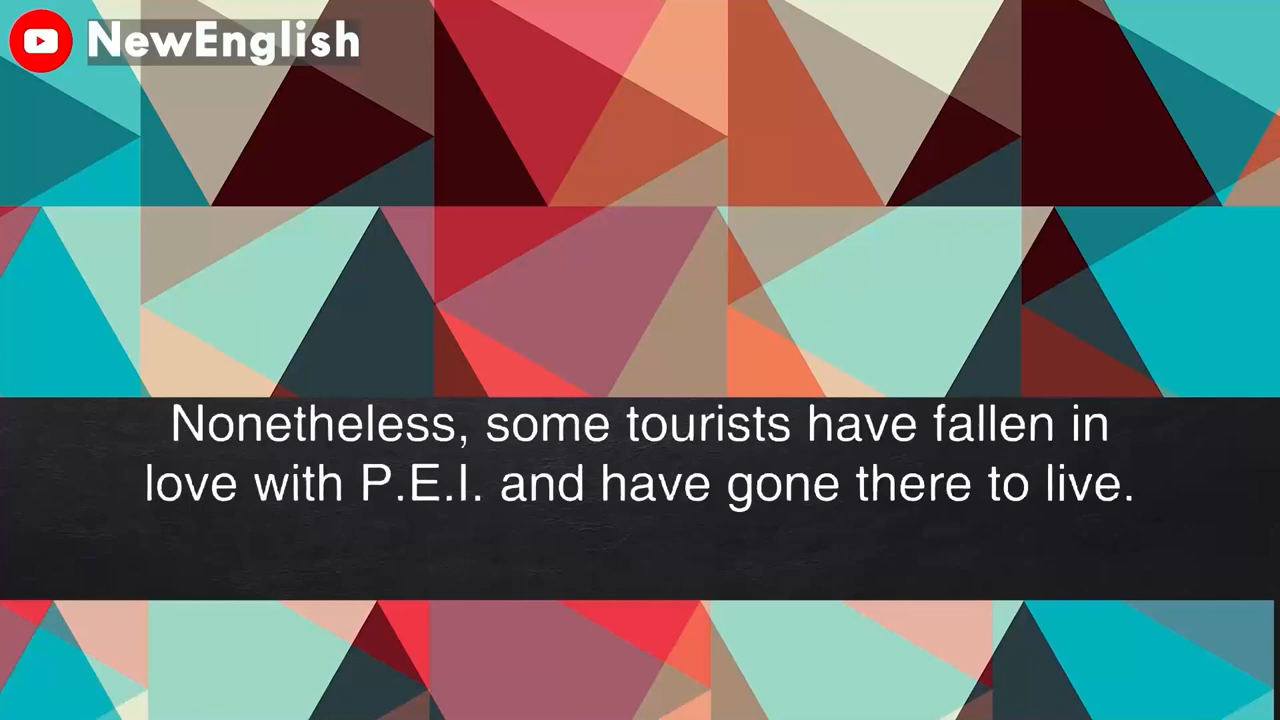 NewEnglish
Nonetheless, some tourists have fallen in
love with P.E.I. and have gone there to live.